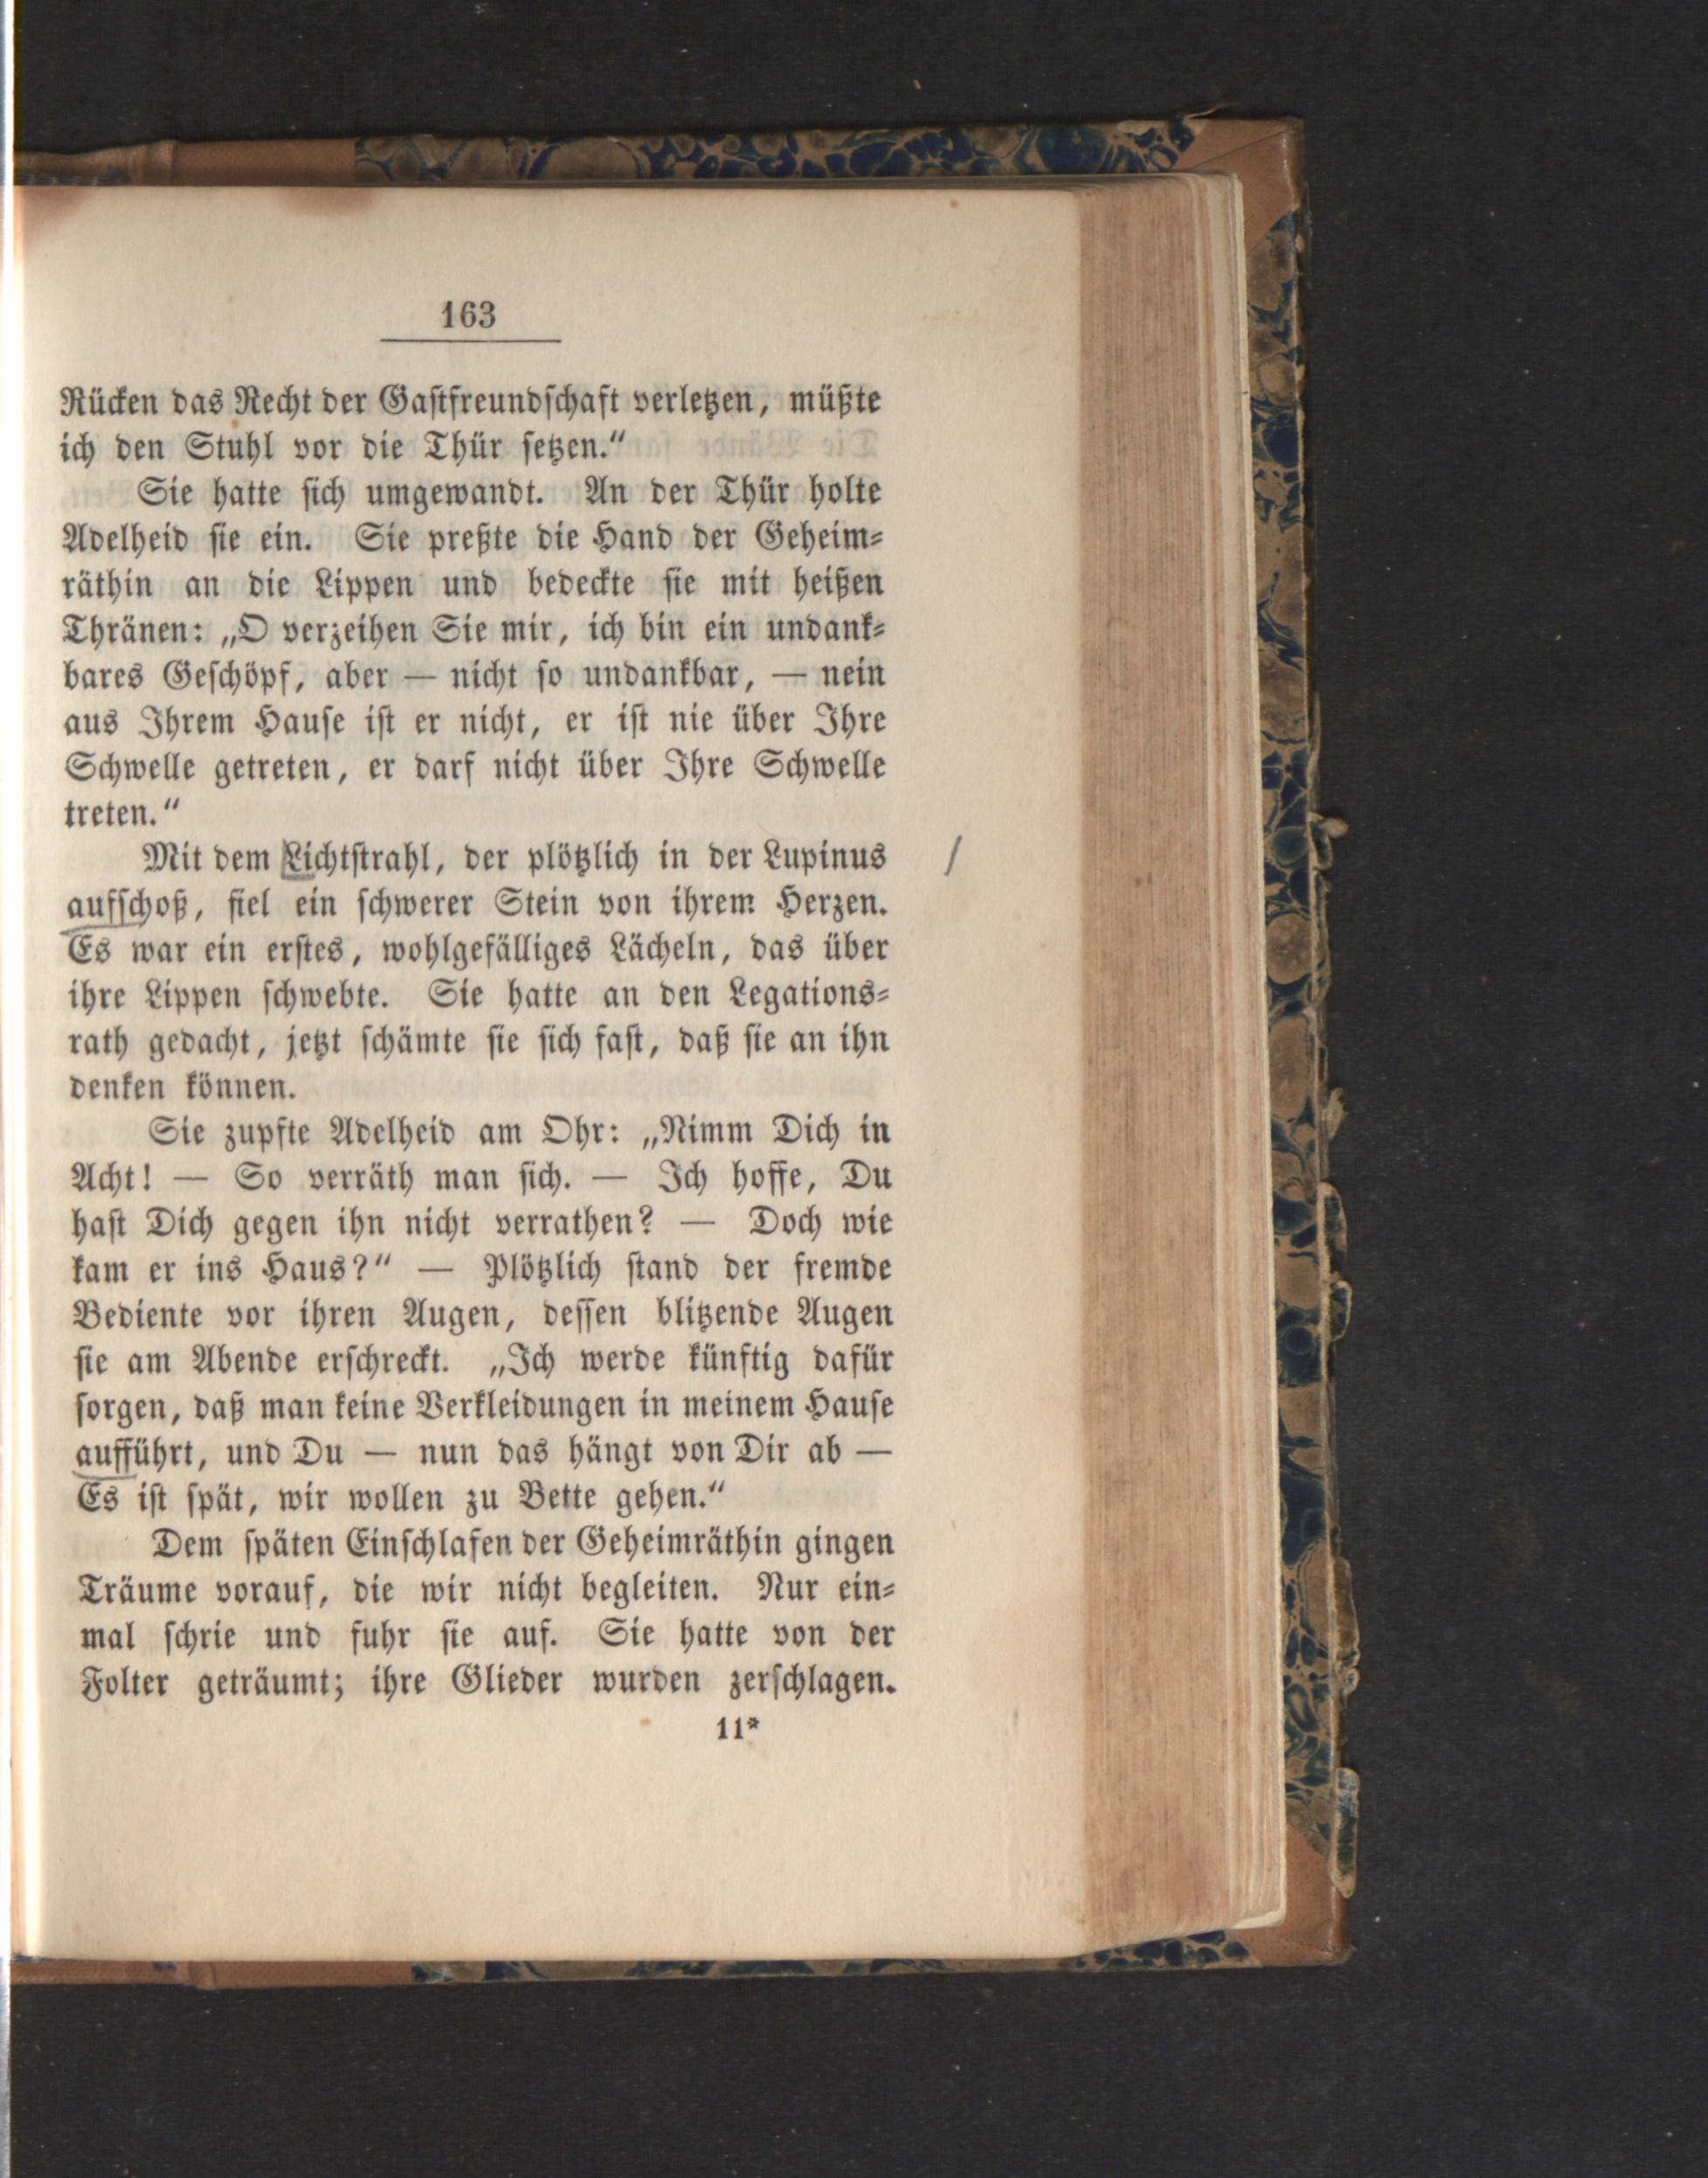 163
Rücken das Recht der Gastfreundschaft verletzen, müßte
ich den Stuhl vor die Thür setzen.“
Sie hatte sich umgewandt. An der Thür holte
Adelheid sie ein. Sie preßte die Hand der Geheim-
räthin an die Lippen und bedeckte sie mit heißen
Thränen: „O verzeihen Sie mir, ich bin ein undank-
bares Geschöpf, aber — nicht so undankbar, — nein
aus Ihrem Hause ist er nicht, er ist nie über Ihre
Schwelle getreten, er darf nicht über Ihre Schwelle
treten.“
Mit dem Lichtstrahl, der plötzlich in der Lupinus
aufschoß, fiel ein schwerer Stein von ihrem Herzen.
Es war ein erstes, wohlgefälliges Lächeln, das über
ihre Lippen schwebte. Sie hatte an den Legations-
rath gedacht, jetzt schämte sie sich fast, daß sie an ihn
denken können.
Sie zupfte Adelheid am Ohr: „Nimm Dich in
Acht! — So verräth man sich. — Ich hoffe, Du
hast Dich gegen ihn nicht verrathen? — Doch wie
kam er ins Haus?“ — Plötzlich stand der fremde
Bediente vor ihren Augen, dessen blitzende Augen
sie am Abende erschreckt. „Ich werde künftig dafür
sorgen, daß man keine Verkleidungen in meinem Hause
aufführt, und Du — nun das hängt von Dir ab —
Es ist spät, wir wollen zu Bette gehen.“
Dem späten Einschlafen der Geheimräthin gingen
Träume vorauf, die wir nicht begleiten. Nur ein-
mal schrie und fuhr sie auf. Sie hatte von der
Folter geträumt; ihre Glieder wurden zerschlagen.
11*